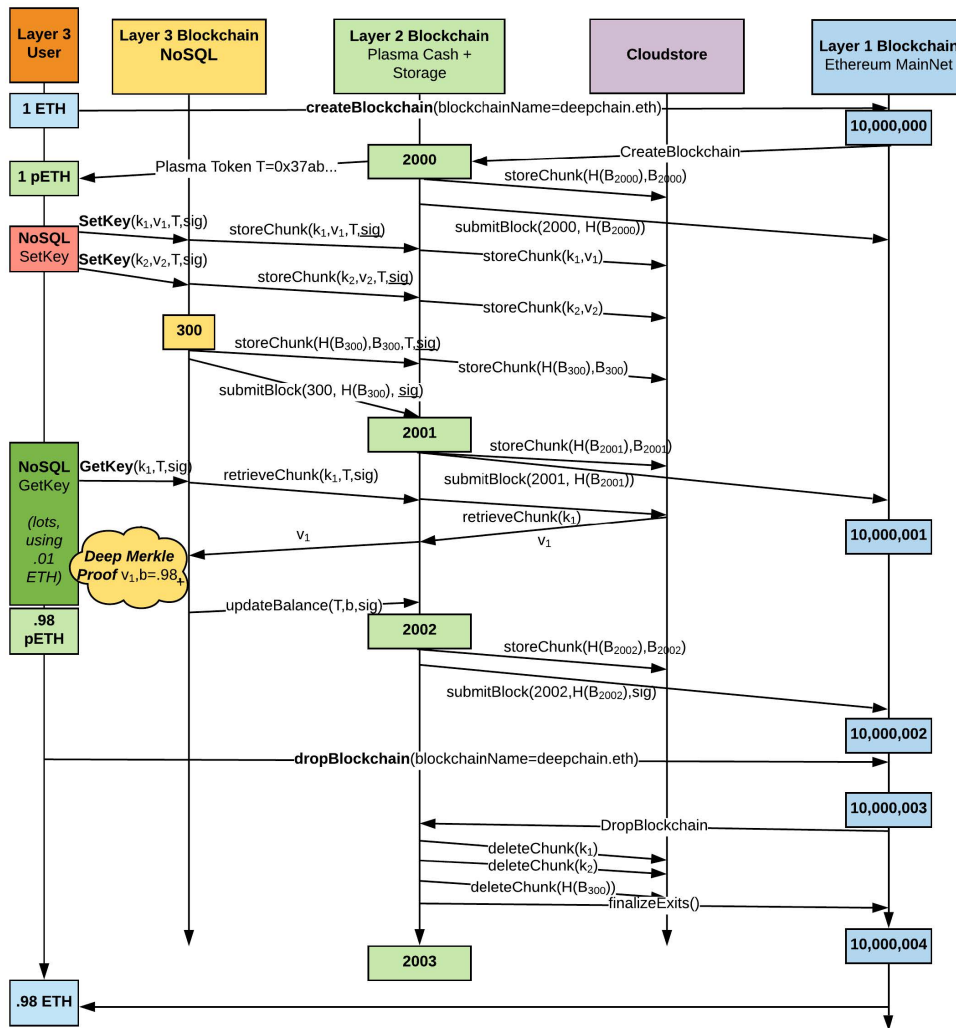 Layer 3
User
Layer 3 Blockchain
NoSQL
Layer 2 Blockchain
Plasma Cash +
Storage
Cloudstore
Layer 1 Blockchain
Ethereum MainNet
1 ETH
createBlockchain(blockchainName=deepchain.eth)
10,000,000
CreateBlockchain
2000
Plasma Token T=0x37ab...
1 pETH
storeChunk(H(B₂₀₀₀),B₂₀₀₀)
submitBlock(2000, H(B₂₀₀₀))
SetKey(k₁,v₁,T,sig)
NoSQL
SetKey
storeChunk(k₁,v₁,T,sig)
storeChunk(k₁,v₁)
SetKey(k₂,v₂,T,sig)
storeChunk(k₂,v₂,T,sig)
storeChunk(k₂,v₂)
300
storeChunk(H(B₃₀₀),B₃₀₀,T,sig)
storeChunk(H(B₃₀₀),B₃₀₀)
submitBlock(300, H(B₃₀₀), sig)
2001
storeChunk(H(B₂₀₀₁),B₂₀₀₁)
submitBlock(2001, H(B₂₀₀₁))
NoSQL
GetKey
(lots,
using
.01
ETH)
GetKey(k₁,T,sig)
retrieveChunk(k₁,T,sig)
retrieveChunk(k₁)
10,000,001
v₁
v₁
Deep Merkle
Proof v₁,b=.98
+
updateBalance(T,b,sig)
.98
pETH
2002
storeChunk(H(B₂₀₀₂),B₂₀₀₂)
submitBlock(2002,H(B₂₀₀₂),sig)
10,000,002
dropBlockchain(blockchainName=deepchain.eth)
10,000,003
DropBlockchain
deleteChunk(k₁)
deleteChunk(k₂)
deleteChunk(H(B₃₀₀))
finalizeExits()
10,000,004
2003
.98 ETH